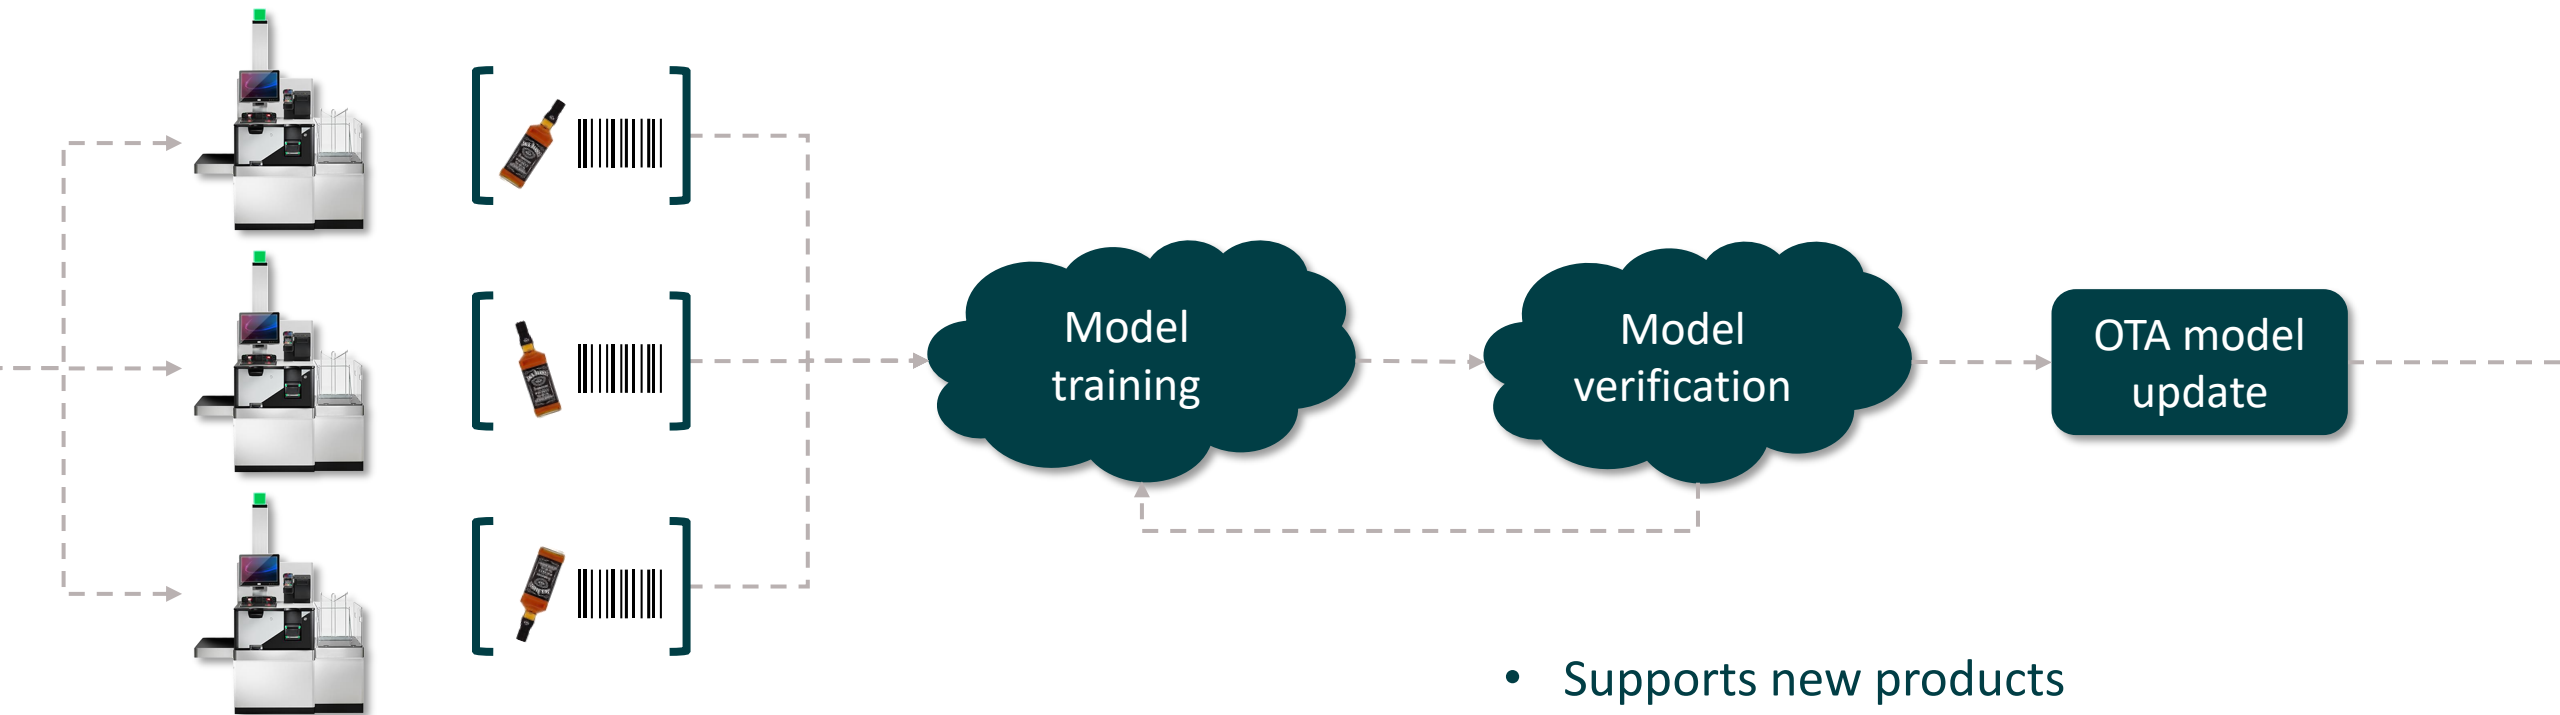 Model
training
Model
verification
OTA model
update
• Supports new products